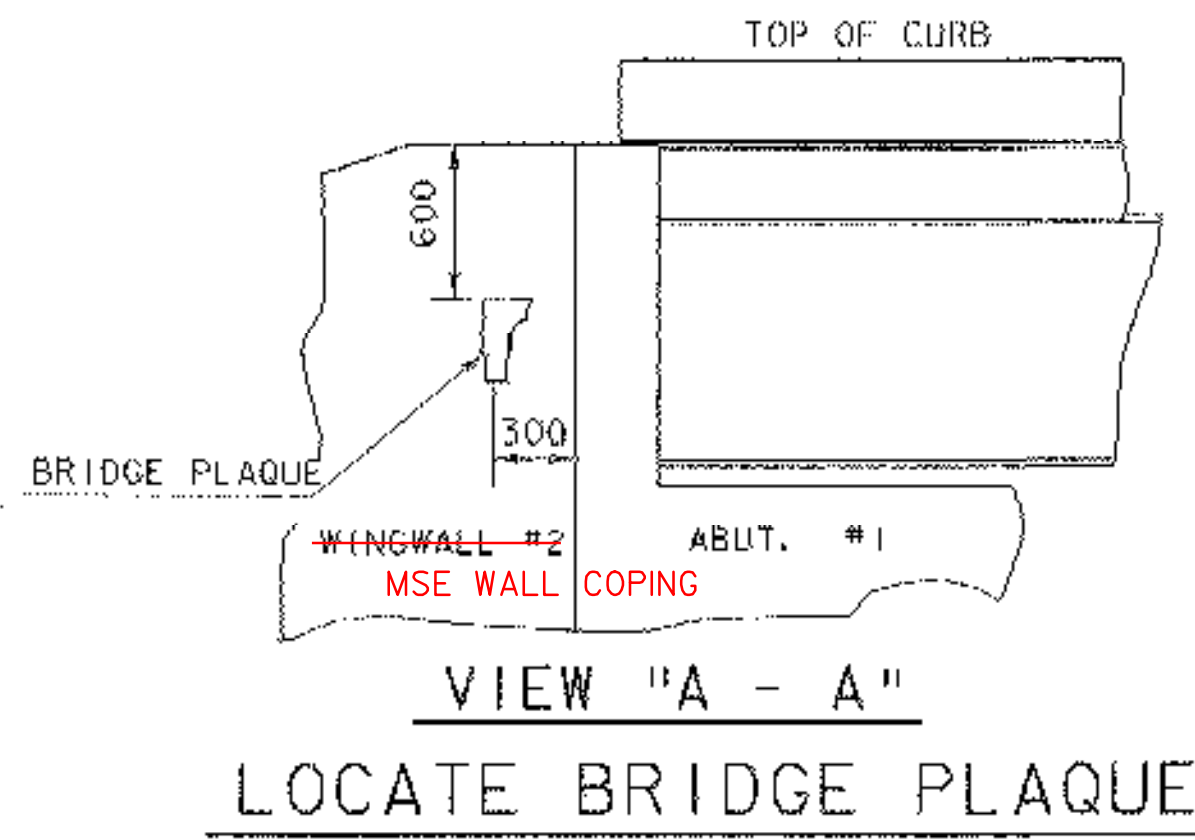 TOP OF CURB
600
300
BRIDGE PLAQUE
WINGWALL #2
ABUT. #1
MSE WALL COPING
VIEW "A - A"
LOCATE BRIDGE PLAQUE